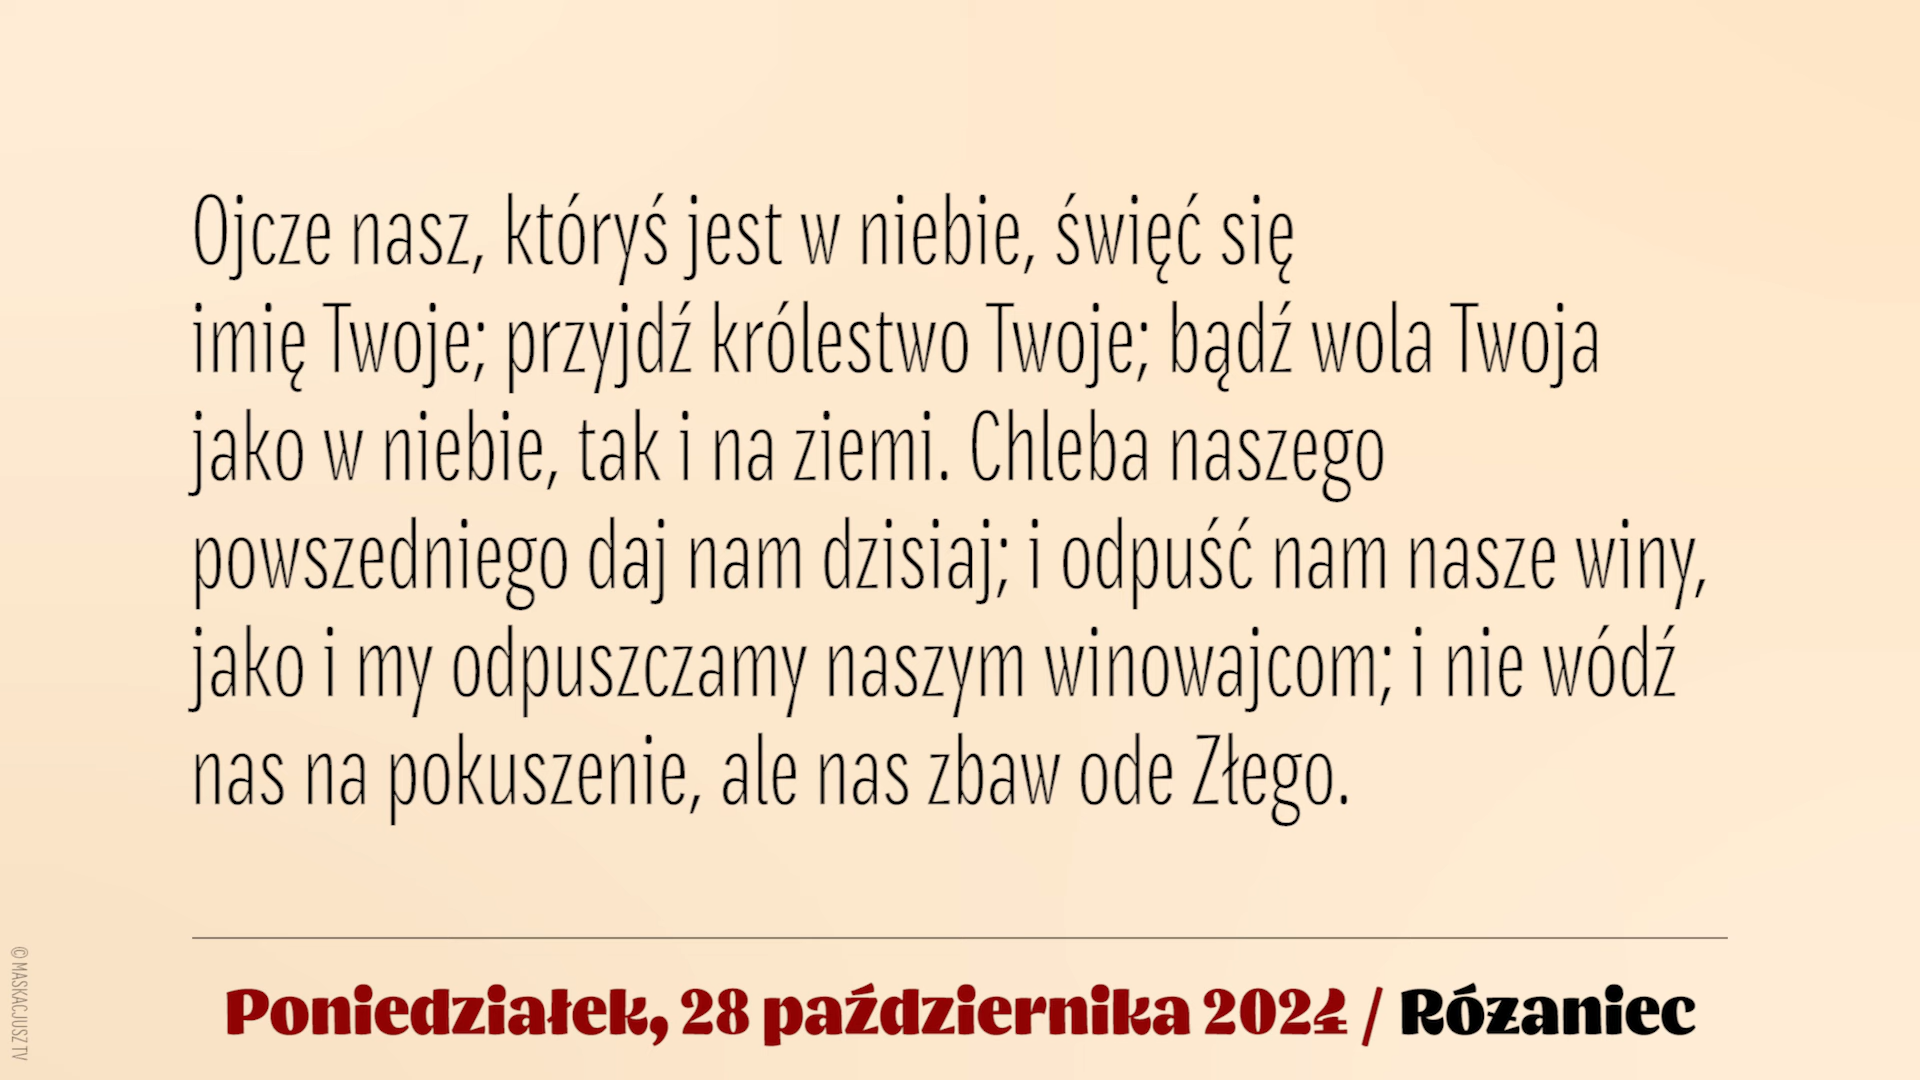 Ojcze nasz, któryś jest w niebie, święć się
imię Twoje; przyjdź królestwo Twoje; bądź wola Twoja
jako w niebie, tak i na ziemi. Chleba naszego
powszedniego daj nam dzisiaj; i odpuść nam nasze winy,
jako i my odpuszczamy naszym winowajcom; i nie wódź
nas na pokuszenie, ale nas zbaw ode Złego.
Poniedziałek, 28 października 2024 / Różaniec
© MASKACJUSZ TV